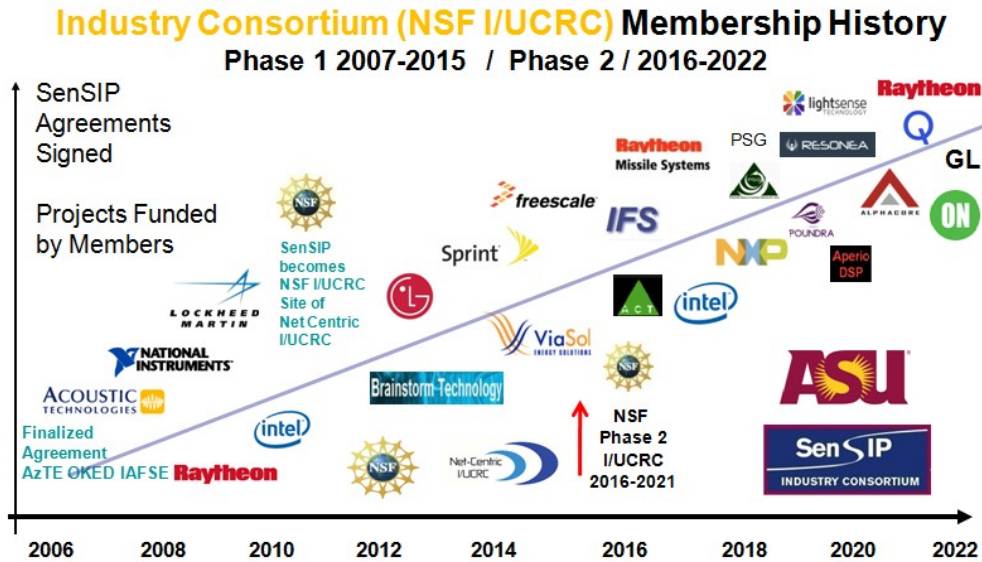 Industry Consortium (NSF I/UCRC) Membership History
Phase 1 2007-2015 / Phase 2 / 2016-2022
SenSIP
Agreements
Signed
Projects Funded
by Members
lightsense
TECHNOLOGY
Raytheon
Q
Raytheon
Missile Systems
PSG
RESONEA
GL
NSF
freescale
IFS
POUNDRA
ALPHACORE
ON
SenSIP
becomes
NSF I/UCRC
Site of
Net Centric
I/UCRC
Sprint
NXP
Aperio
DSP
LOCKHEED
MARTIN
LG
ACT
intel
NATIONAL
INSTRUMENTS
ViaSol
ENERGY SOLUTIONS
NSF
ASU
ACOUSTIC
TECHNOLOGIES
Brainstorm Technology
Finalized
Agreement
AzTE OKED IAFSE
Raytheon
intel
NSF
Net-Centric
I/UCRC
NSF
Phase 2
I/UCRC
2016-2021
SenSIP
INDUSTRY CONSORTIUM
2006 2008 2010 2012 2014 2016 2018 2020 2022